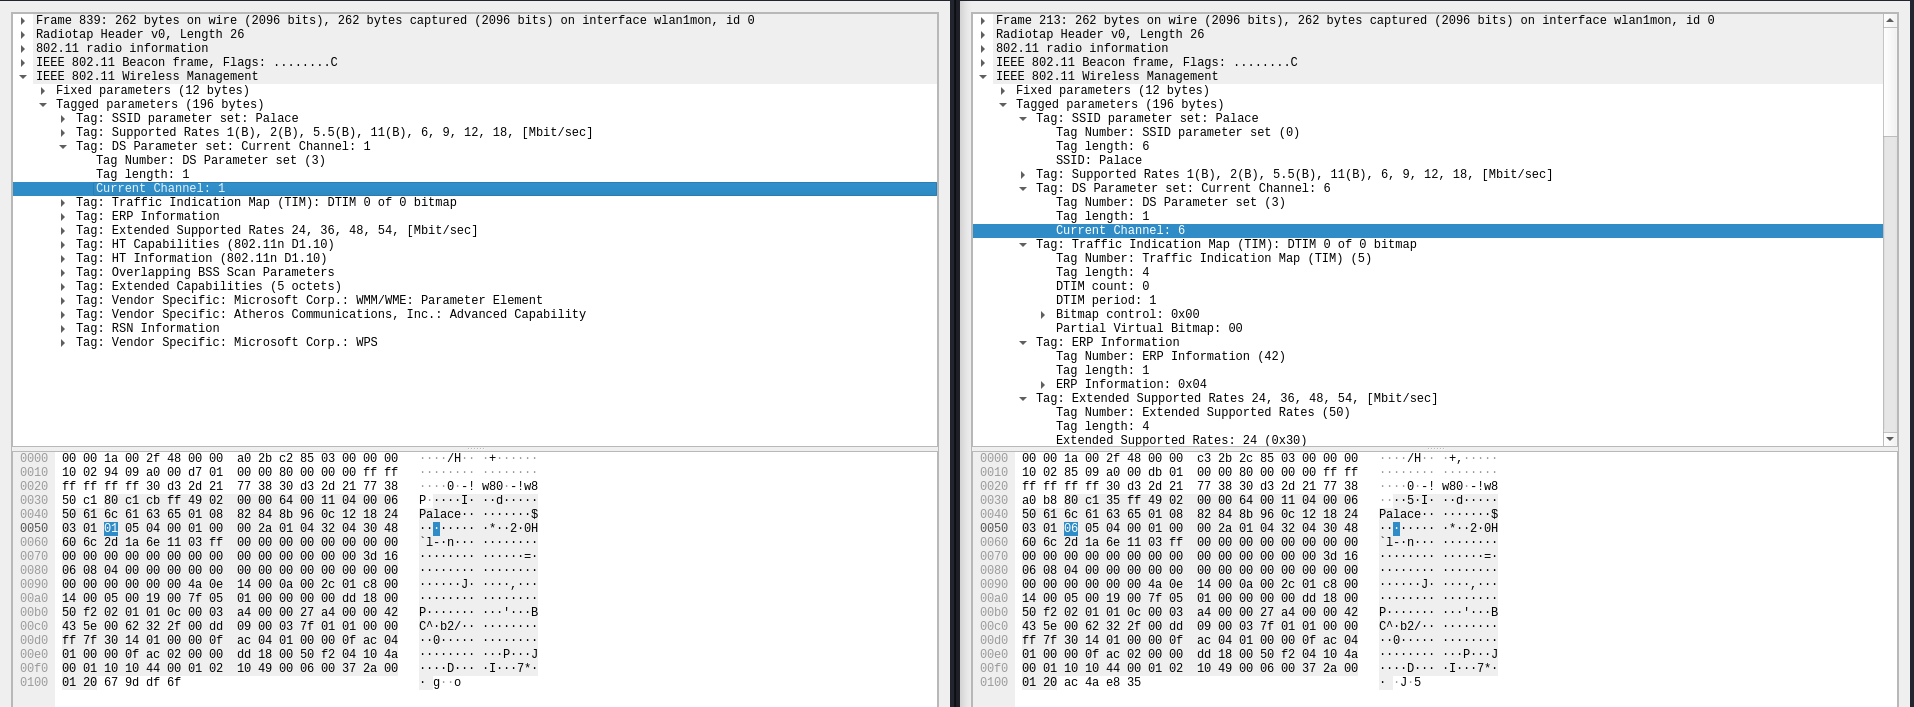 Frame 839: 262 bytes on wire (2096 bits), 262 bytes captured (2096 bits) on interface wlan1mon, id 0
Radiotap Header v0, Length 26
802.11 radio information
IEEE 802.11 Beacon frame, Flags: ........C
IEEE 802.11 Wireless Management
Fixed parameters (12 bytes)
Tagged parameters (196 bytes)
Tag: SSID parameter set: Palace
Tag: Supported Rates 1(B), 2(B), 5.5(B), 11(B), 6, 9, 12, 18, [Mbit/sec]
Tag: DS Parameter set: Current Channel: 1
Tag Number: DS Parameter set (3)
Tag length: 1
Current Channel: 1
Tag: Traffic Indication Map (TIM): DTIM 0 of 0 bitmap
Tag: ERP Information
Tag: Extended Supported Rates 24, 36, 48, 54, [Mbit/sec]
Tag: HT Capabilities (802.11n D1.10)
Tag: HT Information (802.11n D1.10)
Tag: Overlapping BSS Scan Parameters
Tag: Extended Capabilities (5 octets)
Tag: Vendor Specific: Microsoft Corp.: WMM/WME: Parameter Element
Tag: Vendor Specific: Atheros Communications, Inc.: Advanced Capability
Tag: RSN Information
Tag: Vendor Specific: Microsoft Corp.: WPS
0000 00 00 1a 00 2f 48 00 00 a0 2b c2 85 03 00 00 00 ····/H·· ·+······
0010 10 02 94 09 a0 00 d7 01 00 00 80 00 00 00 ff ff ········ ········
0020 ff ff ff ff 30 d3 2d 21 77 38 30 d3 2d 21 77 38 ····0·-! w80·-!w8
0030 50 c1 80 c1 cb ff 49 02 00 00 64 00 11 04 00 06 P·····I· ··d·····
0040 50 61 6c 61 63 65 01 08 82 84 8b 96 0c 12 18 24 Palace·· ·······$
0050 03 01 01 05 04 00 01 00 00 2a 01 04 32 04 30 48 ········ ·*··2·0H
0060 60 6c 2d 1a 6e 11 03 ff 00 00 00 00 00 00 00 00 `l-·n··· ········
0070 00 00 00 00 00 00 00 00 00 00 00 00 00 00 3d 16 ········ ······=·
0080 06 08 04 00 00 00 00 00 00 00 00 00 00 00 00 00 ········ ········
0090 00 00 00 00 00 00 4a 0e 14 00 0a 00 2c 01 c8 00 ······J· ····,···
00a0 14 00 05 00 19 00 7f 05 01 00 00 00 00 dd 18 00 ········ ········
00b0 50 f2 02 01 01 0c 00 03 a4 00 00 27 a4 00 00 42 P······· ···'···B
00c0 43 5e 00 62 32 2f 00 dd 09 00 03 7f 01 01 00 00 C^·b2/·· ········
00d0 ff 7f 30 14 01 00 00 0f ac 04 01 00 00 0f ac 04 ··0····· ········
00e0 01 00 00 0f ac 02 00 00 dd 18 00 50 f2 04 10 4a ········ ···P···J
00f0 00 01 10 10 44 00 01 02 10 49 00 06 00 37 2a 00 ····D··· ·I···7*·
0100 01 20 67 9d df 6f · g··o
Frame 213: 262 bytes on wire (2096 bits), 262 bytes captured (2096 bits) on interface wlan1mon, id 0
Radiotap Header v0, Length 26
802.11 radio information
IEEE 802.11 Beacon frame, Flags: ........C
IEEE 802.11 Wireless Management
Fixed parameters (12 bytes)
Tagged parameters (196 bytes)
Tag: SSID parameter set: Palace
Tag Number: SSID parameter set (0)
Tag length: 6
SSID: Palace
Tag: Supported Rates 1(B), 2(B), 5.5(B), 11(B), 6, 9, 12, 18, [Mbit/sec]
Tag: DS Parameter set: Current Channel: 6
Tag Number: DS Parameter set (3)
Tag length: 1
Current Channel: 6
Tag: Traffic Indication Map (TIM): DTIM 0 of 0 bitmap
Tag Number: Traffic Indication Map (TIM) (5)
Tag length: 4
DTIM count: 0
DTIM period: 1
Bitmap control: 0x00
Partial Virtual Bitmap: 00
Tag: ERP Information
Tag Number: ERP Information (42)
Tag length: 1
ERP Information: 0x04
Tag: Extended Supported Rates 24, 36, 48, 54, [Mbit/sec]
Tag Number: Extended Supported Rates (50)
Tag length: 4
Extended Supported Rates: 24 (0x30)
0000 00 00 1a 00 2f 48 00 00 c3 2b 2c 85 03 00 00 00 ····/H·· ·+,·····
0010 10 02 85 09 a0 00 db 01 00 00 80 00 00 00 ff ff ········ ········
0020 ff ff ff ff 30 d3 2d 21 77 38 30 d3 2d 21 77 38 ····0·-! w80·-!w8
0030 a0 b8 80 c1 35 ff 49 02 00 00 64 00 11 04 00 06 ····5·I· ··d·····
0040 50 61 6c 61 63 65 01 08 82 84 8b 96 0c 12 18 24 Palace·· ·······$
0050 03 01 06 05 04 00 01 00 00 2a 01 04 32 04 30 48 ········ ·*··2·0H
0060 60 6c 2d 1a 6e 11 03 ff 00 00 00 00 00 00 00 00 `l-·n··· ········
0070 00 00 00 00 00 00 00 00 00 00 00 00 00 00 3d 16 ········ ······=·
0080 06 08 04 00 00 00 00 00 00 00 00 00 00 00 00 00 ········ ········
0090 00 00 00 00 00 00 4a 0e 14 00 0a 00 2c 01 c8 00 ······J· ····,···
00a0 14 00 05 00 19 00 7f 05 01 00 00 00 00 dd 18 00 ········ ········
00b0 50 f2 02 01 01 0c 00 03 a4 00 00 27 a4 00 00 42 P······· ···'···B
00c0 43 5e 00 62 32 2f 00 dd 09 00 03 7f 01 01 00 00 C^·b2/·· ········
00d0 ff 7f 30 14 01 00 00 0f ac 04 01 00 00 0f ac 04 ··0····· ········
00e0 01 00 00 0f ac 02 00 00 dd 18 00 50 f2 04 10 4a ········ ···P···J
00f0 00 01 10 10 44 00 01 02 10 49 00 06 00 37 2a 00 ····D··· ·I···7*·
0100 01 20 ac 4a e8 35 · ·J·5